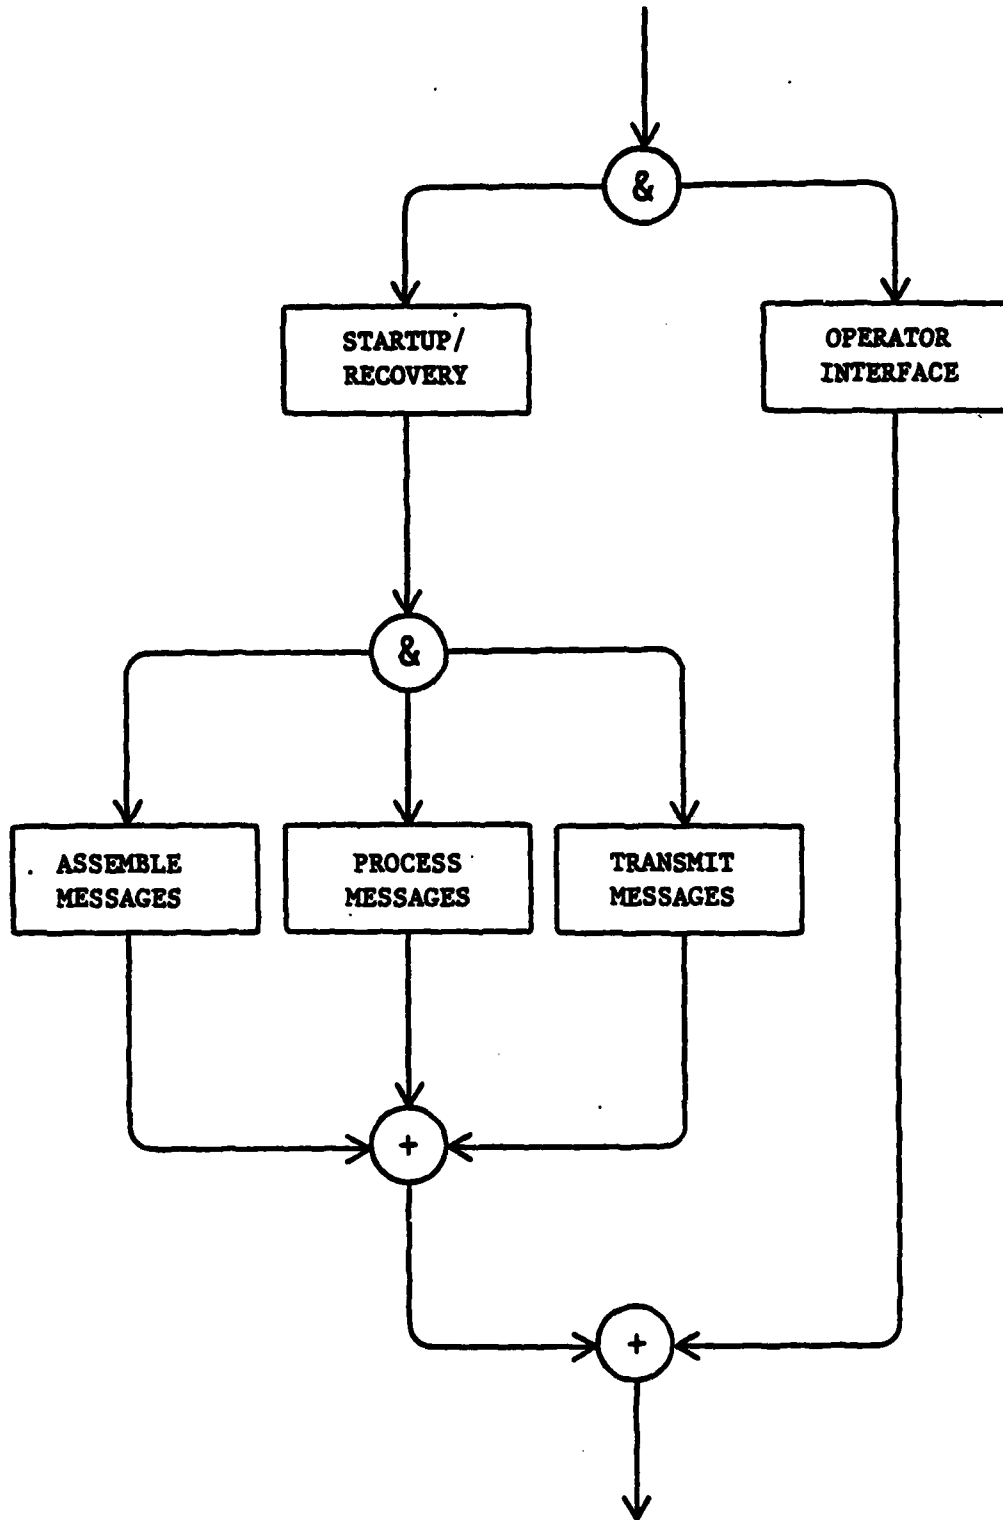 &
STARTUP/
RECOVERY
OPERATOR
INTERFACE
&
ASSEMBLE
MESSAGES
PROCESS
MESSAGES
TRANSMIT
MESSAGES
+
+